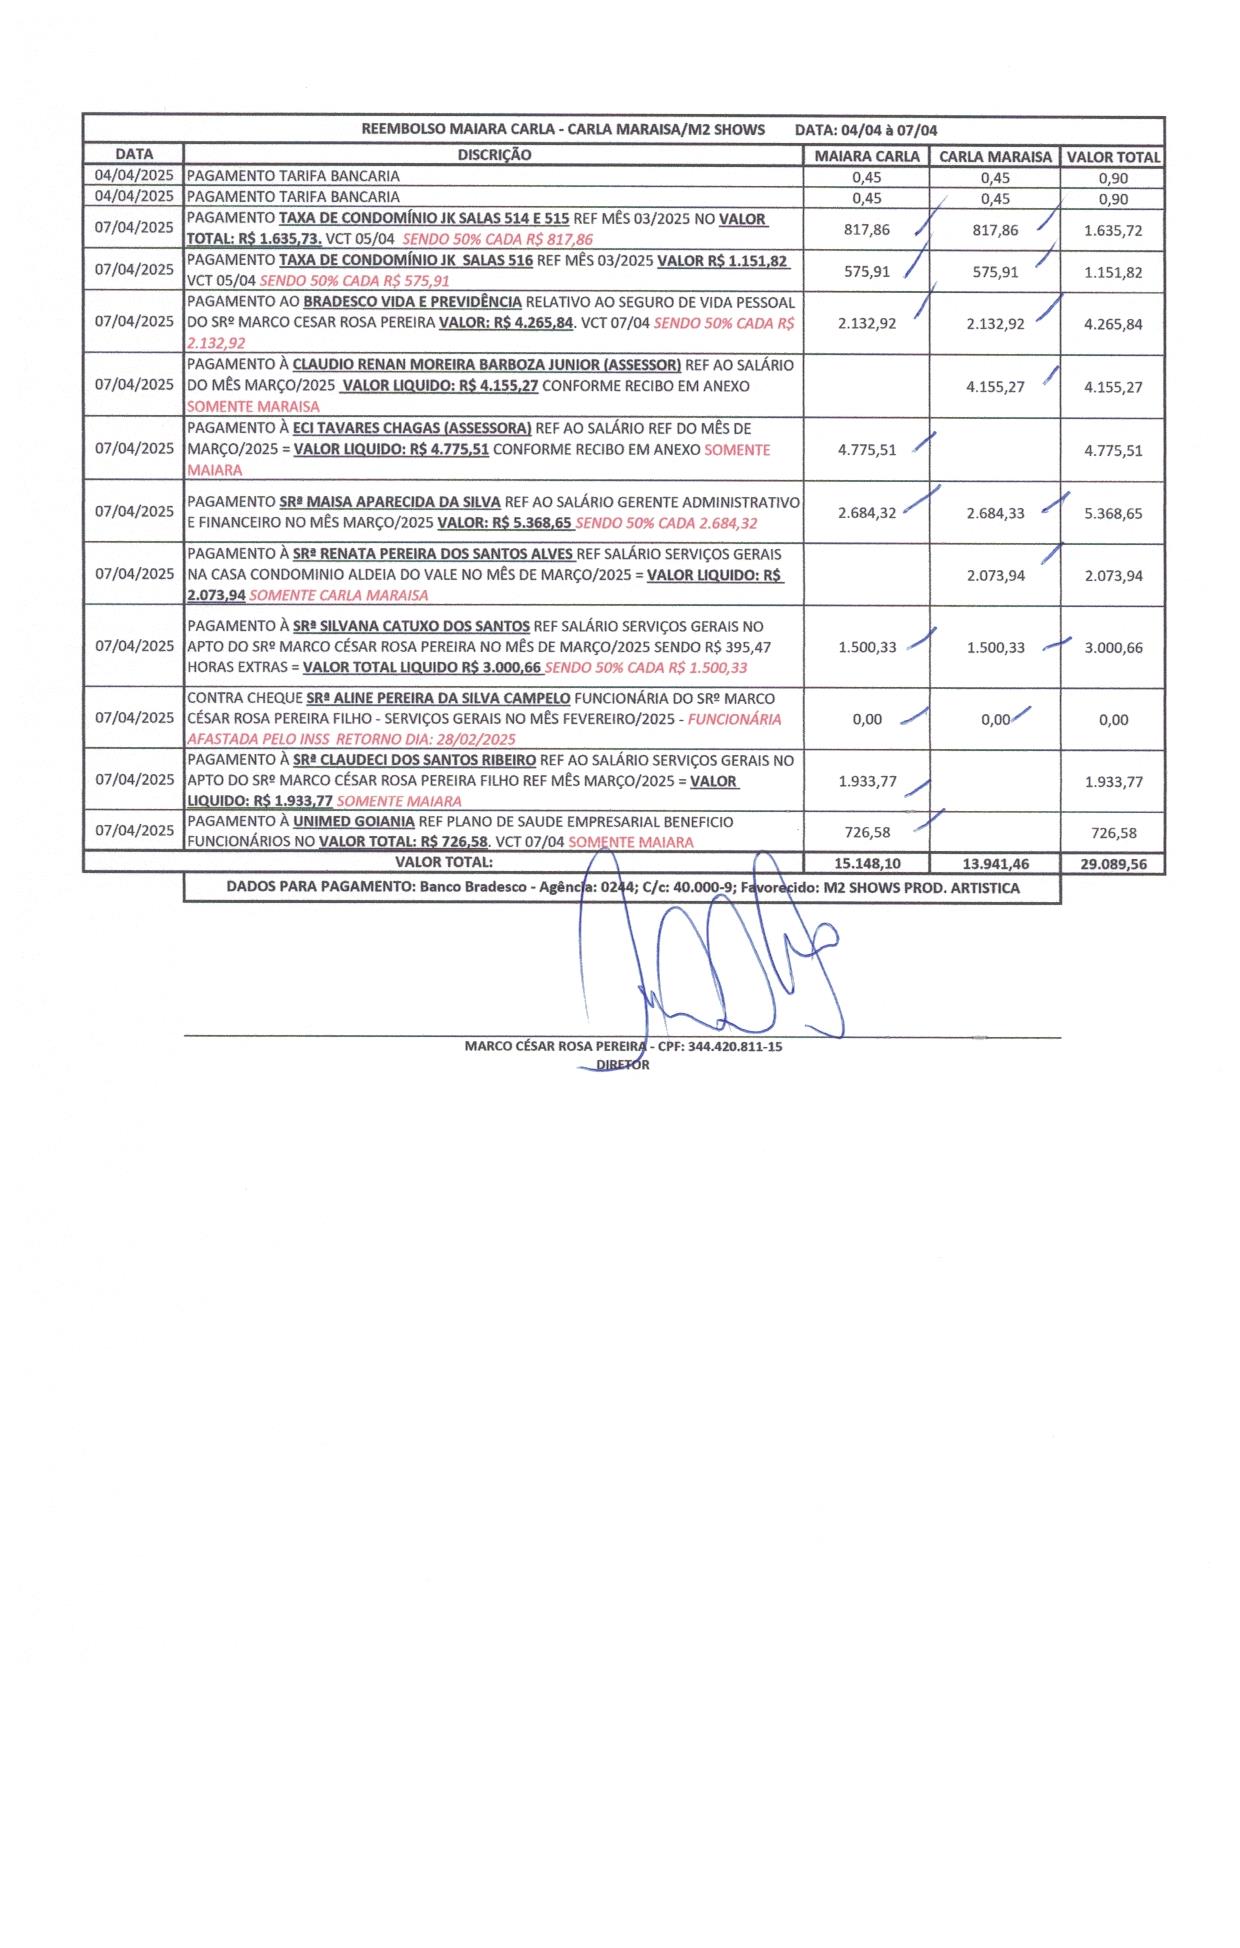 REEMBOLSO MAIARA CARLA - CARLA MARAISA/M2 SHOWS DATA: 04/04 à 07/04
DATA DISCRIÇÃO MAIARA CARLA CARLA MARAISA VALOR TOTAL
04/04/2025 PAGAMENTO TARIFA BANCARIA 0,45 0,45 0,90
04/04/2025 PAGAMENTO TARIFA BANCARIA 0,45 0,45 0,90
PAGAMENTO TAXA DE CONDOMÍNIO JK SALAS 514 E 515 REF MÊS 03/2025 NO VALOR
07/04/2025 817,86 817,86 1.635,72
TOTAL: R$ 1.635,73. VCT 05/04 SENDO 50% CADA R$ 817,86
PAGAMENTO TAXA DE CONDOMÍNIO JK SALAS 516 REF MÊS 03/2025 VALOR R$ 1.151,82
07/04/2025 575,91 575,91 1.151,82
VCT 05/04 SENDO 50% CADA R$ 575,91
PAGAMENTO AO BRADESCO VIDA E PREVIDÊNCIA RELATIVO AO SEGURO DE VIDA PESSOAL
07/04/2025 DO SRº MARCO CESAR ROSA PEREIRA VALOR: R$ 4.265,84. VCT 07/04 SENDO 50% CADA R$ 2.132,92 2.132,92 4.265,84
2.132,92
PAGAMENTO À CLAUDIO RENAN MOREIRA BARBOZA JUNIOR (ASSESSOR) REF AO SALÁRIO
07/04/2025 DO MÊS MARÇO/2025 VALOR LIQUIDO: R$ 4.155,27 CONFORME RECIBO EM ANEXO 4.155,27 4.155,27
SOMENTE MARAISA
PAGAMENTO À ECI TAVARES CHAGAS (ASSESSORA) REF AO SALÁRIO REF DO MÊS DE
07/04/2025 MARÇO/2025 = VALOR LIQUIDO: R$ 4.775,51 CONFORME RECIBO EM ANEXO SOMENTE 4.775,51 4.775,51
MAIARA
PAGAMENTO SRª MAISA APARECIDA DA SILVA REF AO SALÁRIO GERENTE ADMINISTRATIVO
07/04/2025 2.684,32 2.684,33 5.368,65
E FINANCEIRO NO MÊS MARÇO/2025 VALOR: R$ 5.368,65 SENDO 50% CADA 2.684,32
PAGAMENTO À SRª RENATA PEREIRA DOS SANTOS ALVES REF SALÁRIO SERVIÇOS GERAIS
07/04/2025 NA CASA CONDOMINIO ALDEIA DO VALE NO MÊS DE MARÇO/2025 = VALOR LIQUIDO: R$ 2.073,94 2.073,94
2.073,94 SOMENTE CARLA MARAISA
PAGAMENTO À SRª SILVANA CATUXO DOS SANTOS REF SALÁRIO SERVIÇOS GERAIS NO
07/04/2025 APTO DO SRº MARCO CÉSAR ROSA PEREIRA NO MÊS DE MARÇO/2025 SENDO R$ 395,47 1.500,33 1.500,33 3.000,66
HORAS EXTRAS = VALOR TOTAL LIQUIDO R$ 3.000,66 SENDO 50% CADA R$ 1.500,33
CONTRA CHEQUE SRª ALINE PEREIRA DA SILVA CAMPELO FUNCIONÁRIA DO SRº MARCO
07/04/2025 CÉSAR ROSA PEREIRA FILHO - SERVIÇOS GERAIS NO MÊS FEVEREIRO/2025 - FUNCIONÁRIA 0,00 0,00 0,00
AFASTADA PELO INSS RETORNO DIA: 28/02/2025
PAGAMENTO À SRª CLAUDECI DOS SANTOS RIBEIRO REF AO SALÁRIO SERVIÇOS GERAIS NO
07/04/2025 APTO DO SRº MARCO CÉSAR ROSA PEREIRA FILHO REF MÊS MARÇO/2025 = VALOR 1.933,77 1.933,77
LIQUIDO: R$ 1.933,77 SOMENTE MAIARA
PAGAMENTO À UNIMED GOIANIA REF PLANO DE SAUDE EMPRESARIAL BENEFICIO
07/04/2025 726,58 726,58
FUNCIONÁRIOS NO VALOR TOTAL: R$ 726,58. VCT 07/04 SOMENTE MAIARA
VALOR TOTAL: 15.148,10 13.941,46 29.089,56
DADOS PARA PAGAMENTO: Banco Bradesco - Agência: 0244; C/c: 40.000-9; Favorecido: M2 SHOWS PROD. ARTISTICA
MARCO CÉSAR ROSA PEREIRA - CPF: 344.420.811-15
DIRETOR